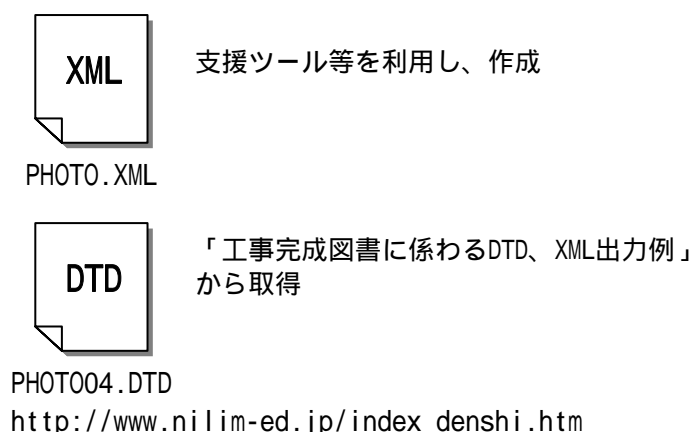 XML
支援ツール等を利用し、作成
PHOTO.XML
DTD
「工事完成図書に係わるDTD、XML出力例」
から取得
PHOTO04.DTD
http://www.nilim-ed.jp/index_denshi.htm